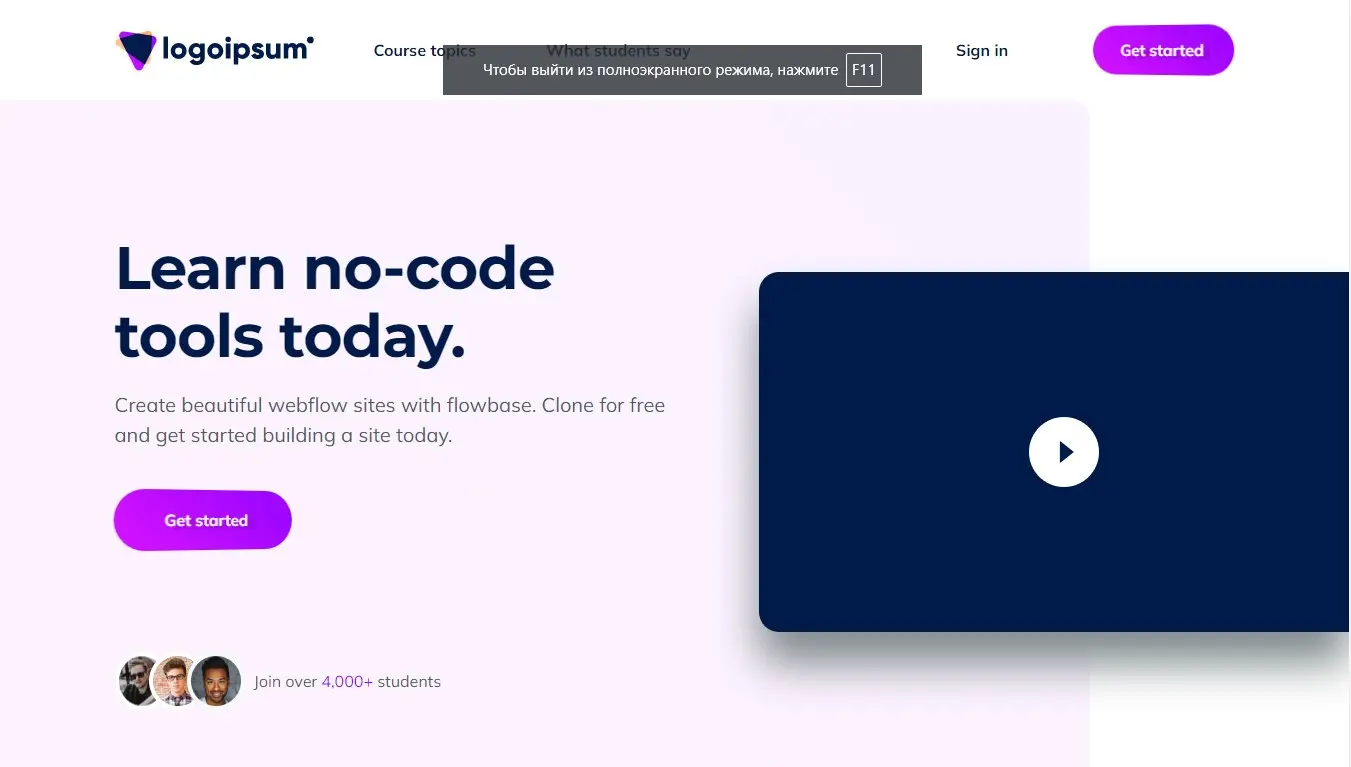 logoipsum
Course topics
What students say
Sign in
Get started
Чтобы выйти из полноэкранного режима, нажмите F11
Learn no-code
tools today.
Create beautiful webflow sites with flowbase. Clone for free
and get started building a site today.
Get started
Join over 4,000+ students